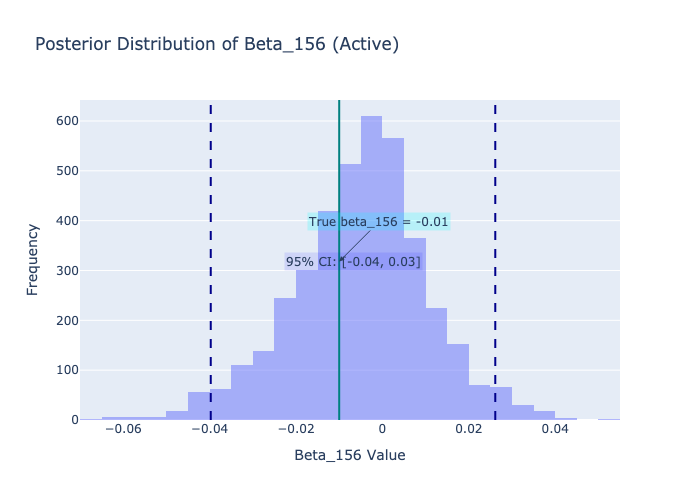 Posterior Distribution of Beta_156 (Active)
600
500
400
300
200
100
0
Frequency
True beta_156 = -0.01
95% CI: [-0.04, 0.03]
−0.06
−0.04
−0.02
0
0.02
0.04
Beta_156 Value